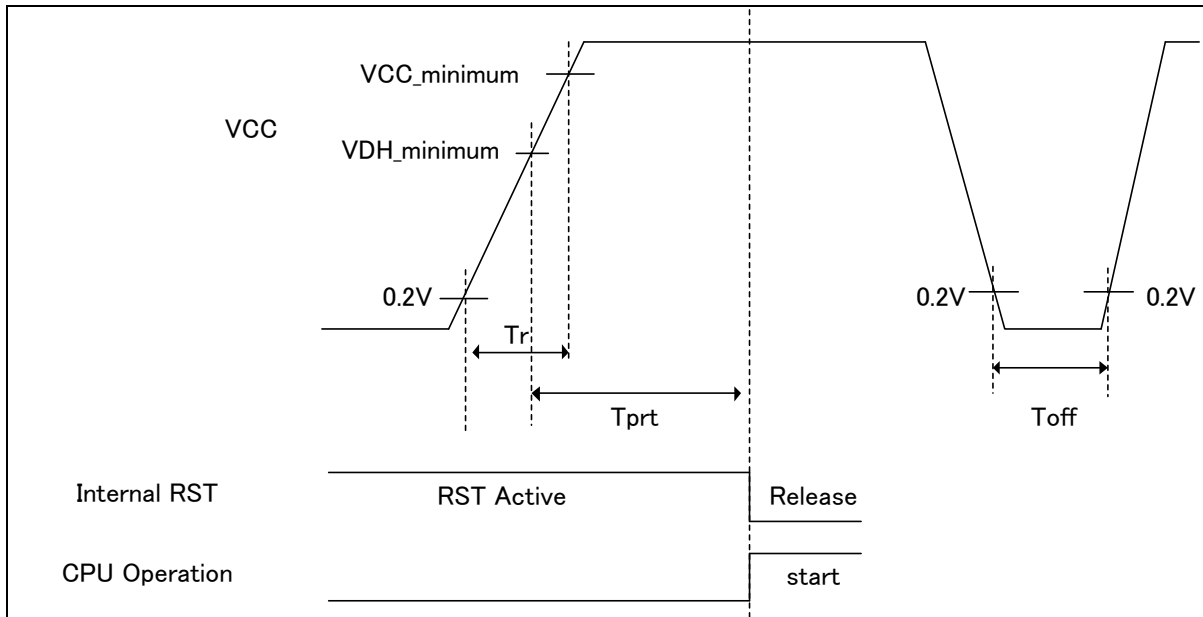 VCC_minimum
VCC
VDH_minimum
0.2V
0.2V
0.2V
Tr
Tprt
Toff
Internal RST
RST Active
Release
CPU Operation
start